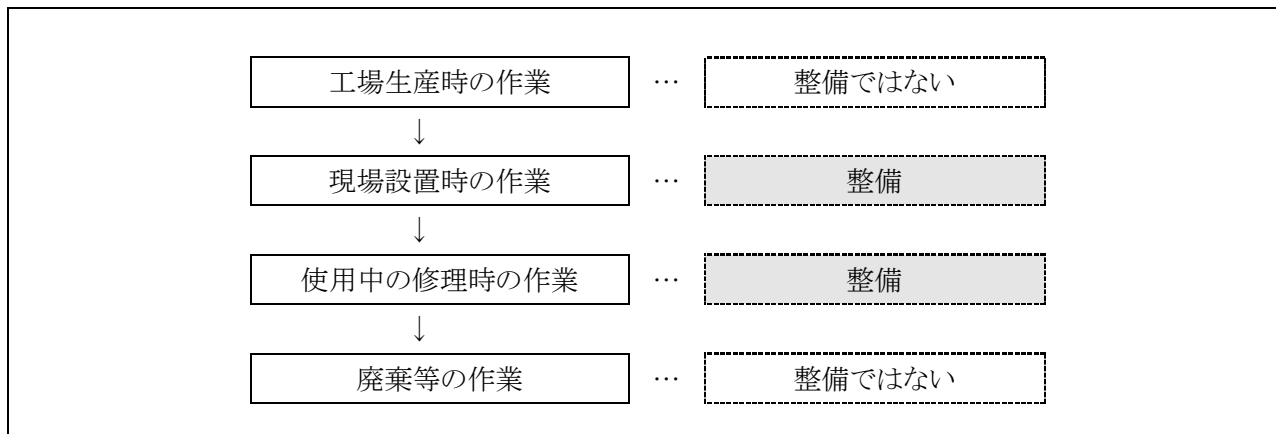 工場生産時の作業 … 整備ではない
↓
現場設置時の作業 … 整備
↓
使用中の修理時の作業 … 整備
↓
廃棄等の作業 … 整備ではない